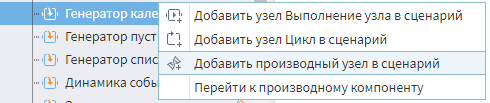 Генератор кале
Генератор пуст
Генератор спис
Динамика собы
Добавить узел Выполнение узла в сценарий
Добавить узел Цикл в сценарий
Добавить производный узел в сценарий
Перейти к производному компоненту